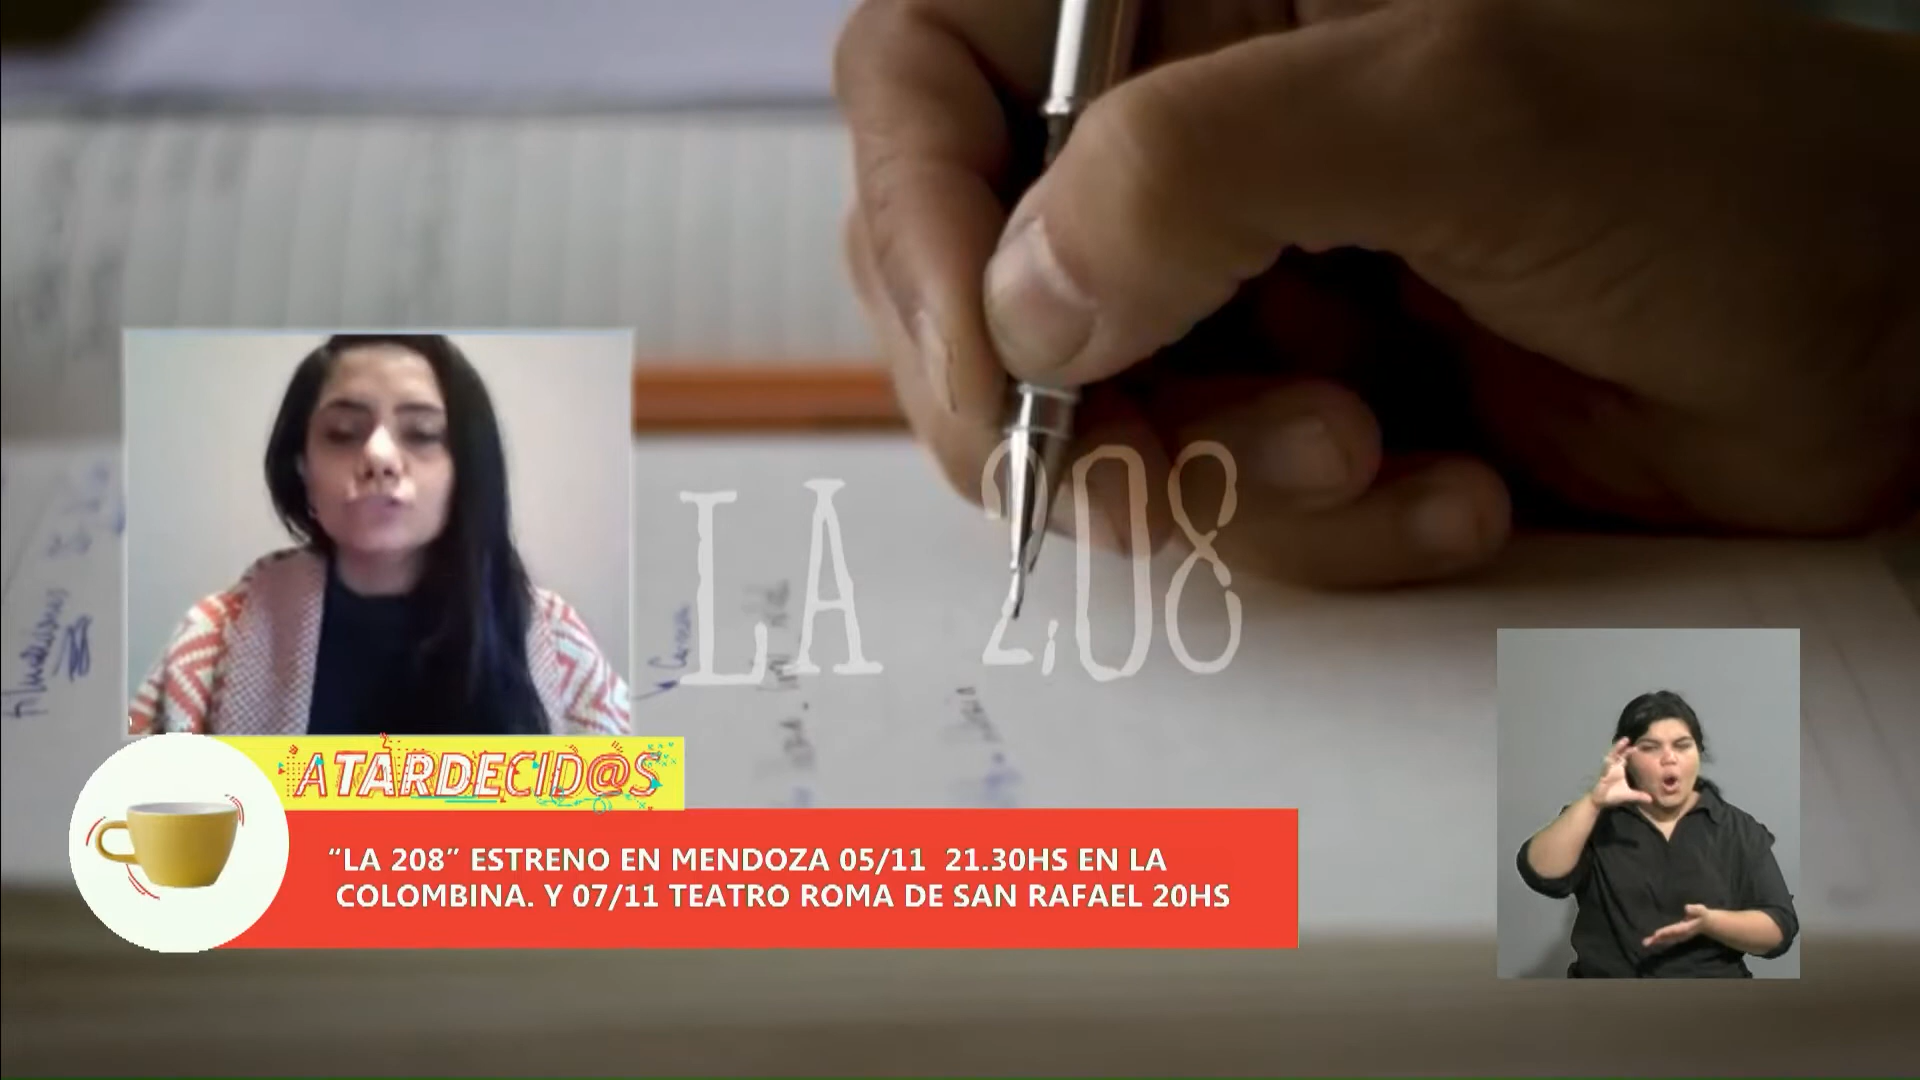 LA 208
ATARDECID@S
“LA 208” ESTRENO EN MENDOZA 05/11 21.30HS EN LA
COLOMBINA. Y 07/11 TEATRO ROMA DE SAN RAFAEL 20HS